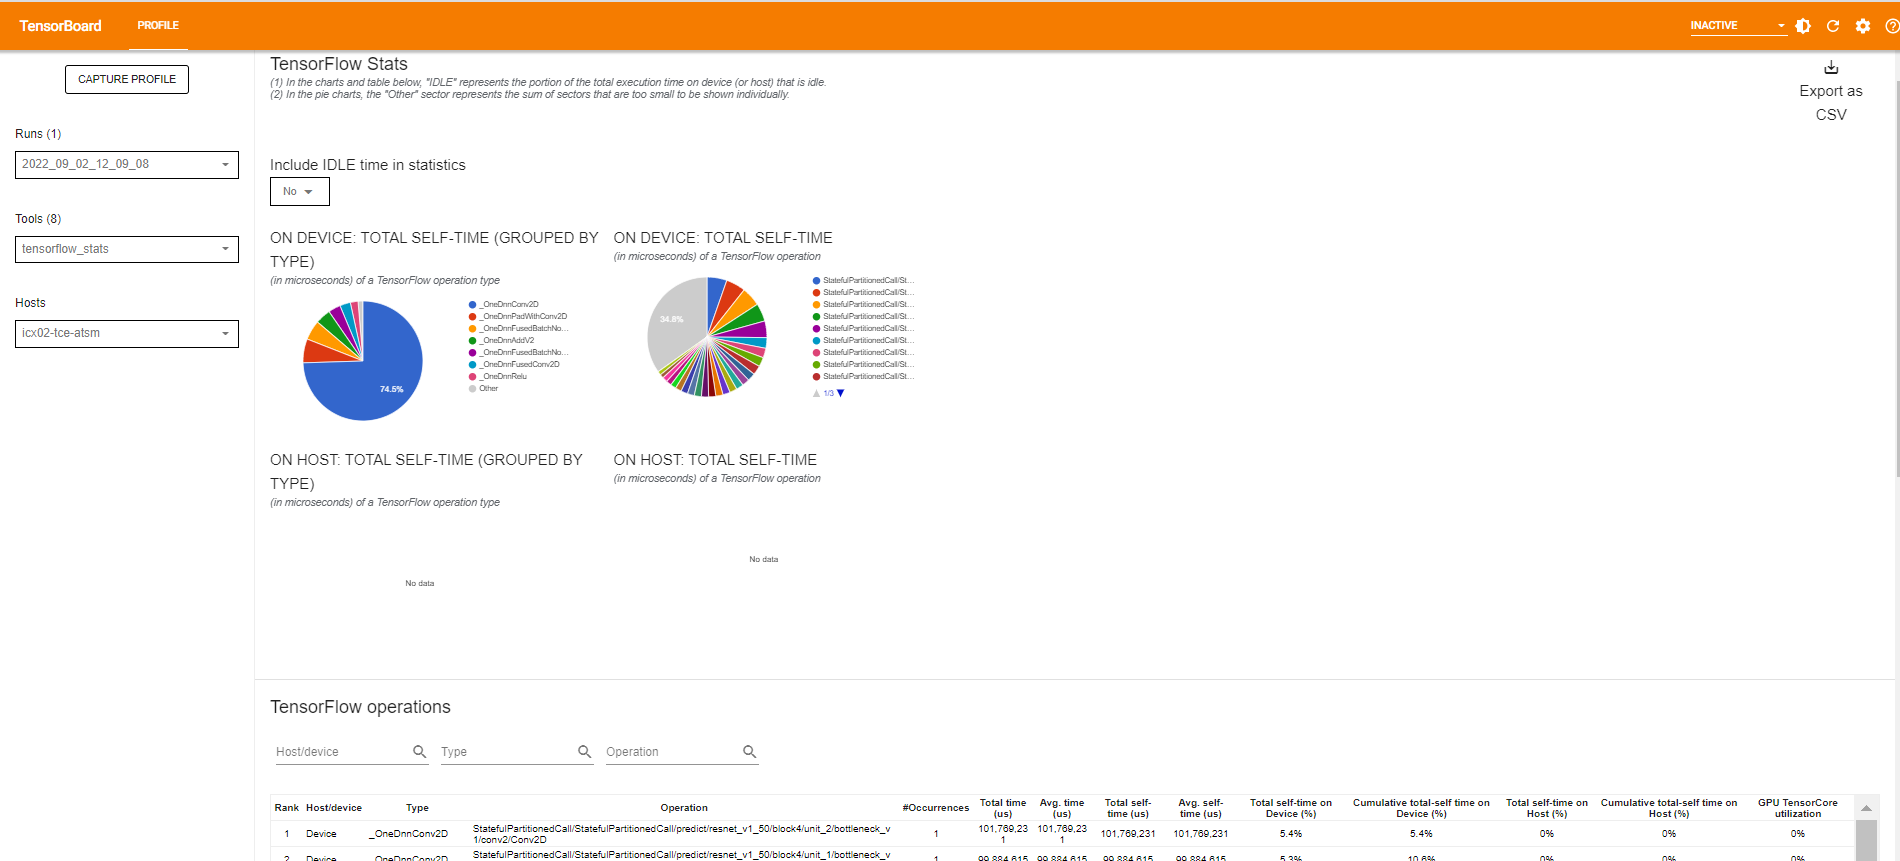 TensorBoard
PROFILE
INACTIVE
CAPTURE PROFILE
Runs (1)
2022_09_02_12_09_08
Tools (8)
tensorflow_stats
Hosts
icx02-tce-atsm
TensorFlow Stats
(1) In the charts and table below, "IDLE" represents the portion of the total execution time on device (or host) that is idle.
(2) In the pie charts, the "Other" sector represents the sum of sectors that are too small to be shown individually.
Export as
CSV
Include IDLE time in statistics
No
ON DEVICE: TOTAL SELF-TIME (GROUPED BY
TYPE)
(in microseconds) of a TensorFlow operation type
74.5%
_OneDnnConv2D
_OneDnnPadWithConv2D
_OneDnnFusedBatchNo...
_OneDnnAddV2
_OneDnnFusedBatchNo...
_OneDnnFusedConv2D
_OneDnnRelu
Other
ON DEVICE: TOTAL SELF-TIME
(in microseconds) of a TensorFlow operation
34.8%
StatefulPartitionedCall/St...
StatefulPartitionedCall/St...
StatefulPartitionedCall/St...
StatefulPartitionedCall/St...
StatefulPartitionedCall/St...
StatefulPartitionedCall/St...
StatefulPartitionedCall/St...
StatefulPartitionedCall/St...
StatefulPartitionedCall/St...
1/3
ON HOST: TOTAL SELF-TIME (GROUPED BY
TYPE)
(in microseconds) of a TensorFlow operation type
No data
ON HOST: TOTAL SELF-TIME
(in microseconds) of a TensorFlow operation
No data
TensorFlow operations
Host/device
Type
Operation
Rank Host/device Type Operation #Occurrences Total time (us) Avg. time (us) Total self-time (us) Avg. self-time (us) Total self-time on Device (%) Cumulative total-self time on Device (%) Total self-time on Host (%) Cumulative total-self time on Host (%) GPU TensorCore utilization
1 Device _OneDnnConv2D StatefulPartitionedCall/StatefulPartitionedCall/predict/resnet_v1_50/block4/unit_2/bottleneck_v1/conv2/Conv2D 1 101,769,231 101,769,231 101,769,231 101,769,231 5.4% 5.4% 0% 0% 0%
2 Device _OneDnnConv2D StatefulPartitionedCall/StatefulPartitionedCall/predict/resnet_v1_50/block4/unit_1/bottleneck_v 1 99,884,615 99,884,615 99,884,615 99,884,615 5.3% 10.6% 0% 0% 0%